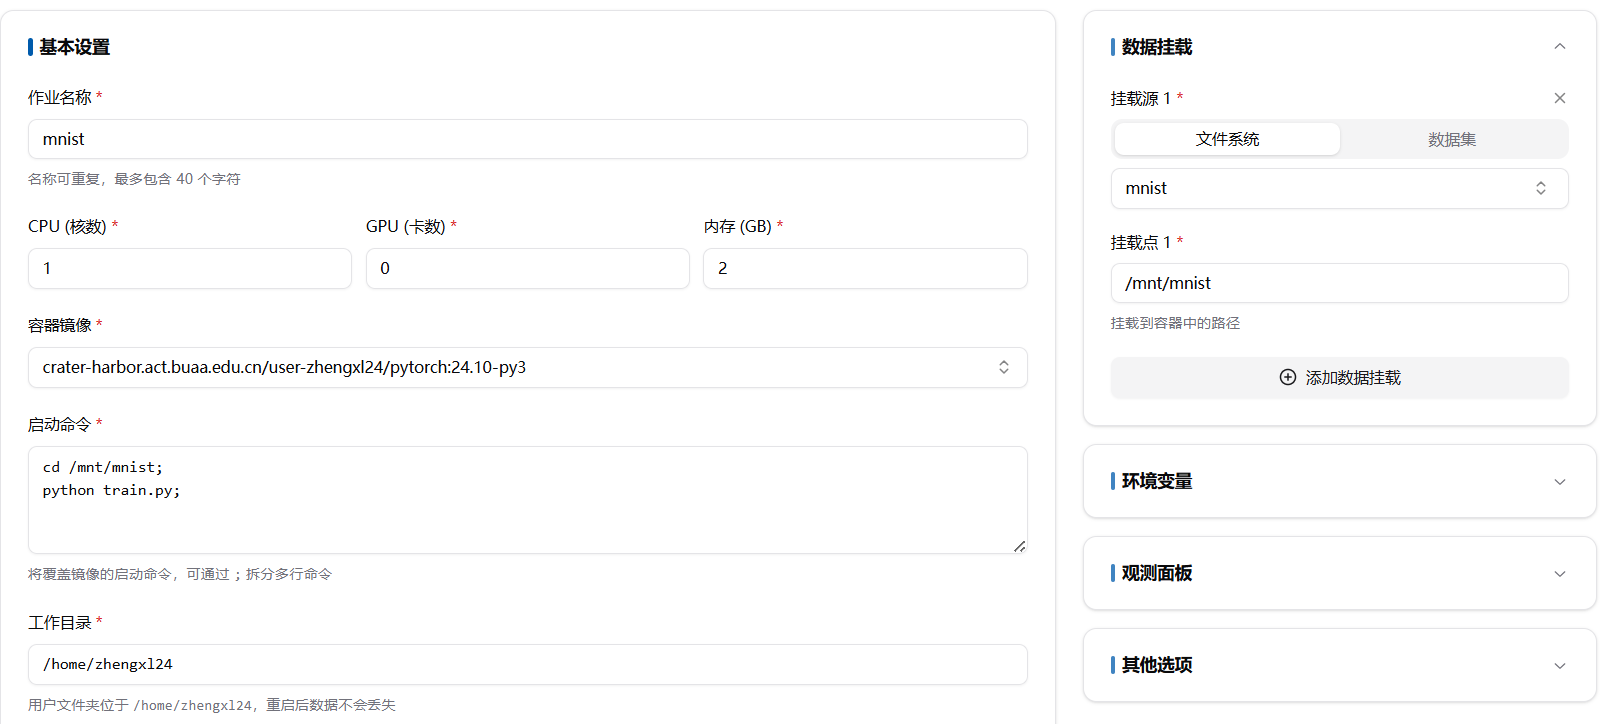 基本设置
作业名称 *
mnist
名称可重复，最多包含 40 个字符
CPU (核数) *
GPU (卡数) *
内存 (GB) *
1
0
2
容器镜像 *
crater-harbor.act.buaa.edu.cn/user-zhengxl24/pytorch:24.10-py3
启动命令 *
cd /mnt/mnist;
python train.py;
将覆盖镜像的启动命令，可通过 ; 拆分多行命令
工作目录 *
/home/zhengxl24
用户文件夹位于 /home/zhengxl24，重启后数据不会丢失
数据挂载
挂载源 1 *
文件系统
数据集
mnist
挂载点 1 *
/mnt/mnist
挂载到容器中的路径
添加数据挂载
环境变量
观测面板
其他选项